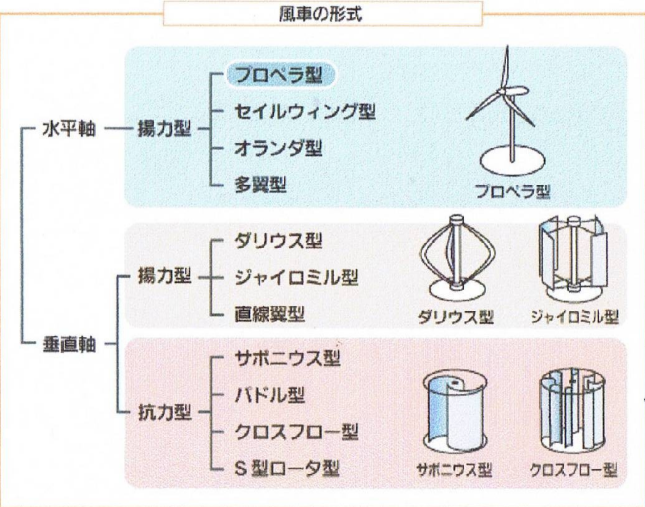 風車の形式
水平軸
揚力型
プロペラ型
セイルウィング型
オランダ型
多翼型
プロペラ型
垂直軸
揚力型
ダリウス型
ジャイロミル型
直線翼型
ダリウス型
ジャイロミル型
抗力型
サボニウス型
パドル型
クロスフロー型
S型ロータ型
サボニウス型
クロスフロー型